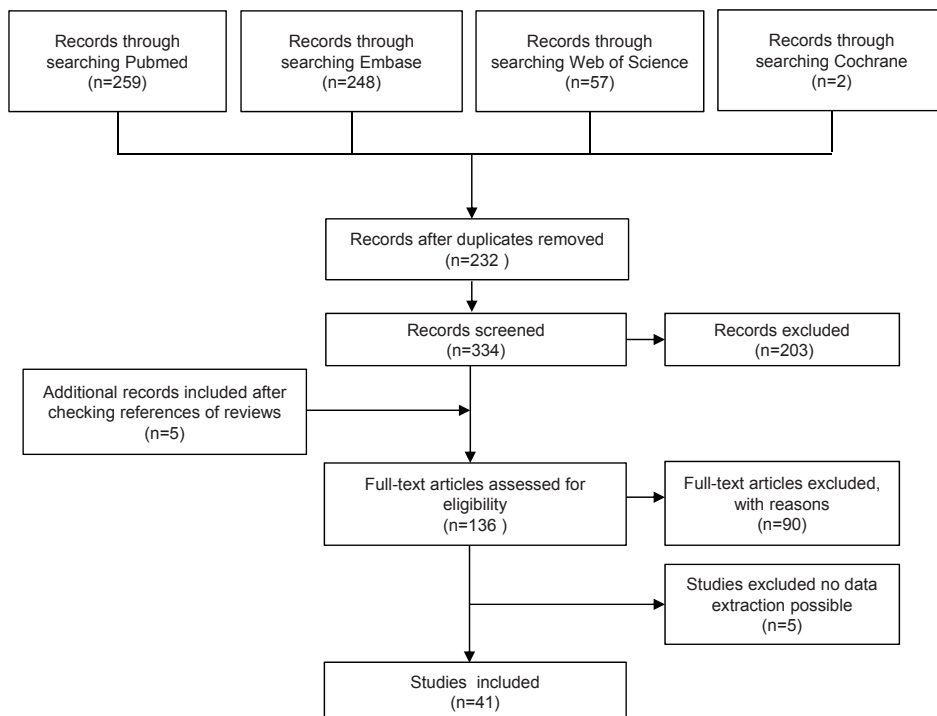 Records through
searching Pubmed
(n=259)
Records through
searching Embase
(n=248)
Records through
searching Web of Science
(n=57)
Records through
searching Cochrane
(n=2)
Records after duplicates removed
(n=232 )
Records screened
(n=334)
Records excluded
(n=203)
Additional records included after
checking references of reviews
(n=5)
Full-text articles assessed for
eligibility
(n=136 )
Full-text articles excluded,
with reasons
(n=90)
Studies excluded no data
extraction possible
(n=5)
Studies  included
(n=41)